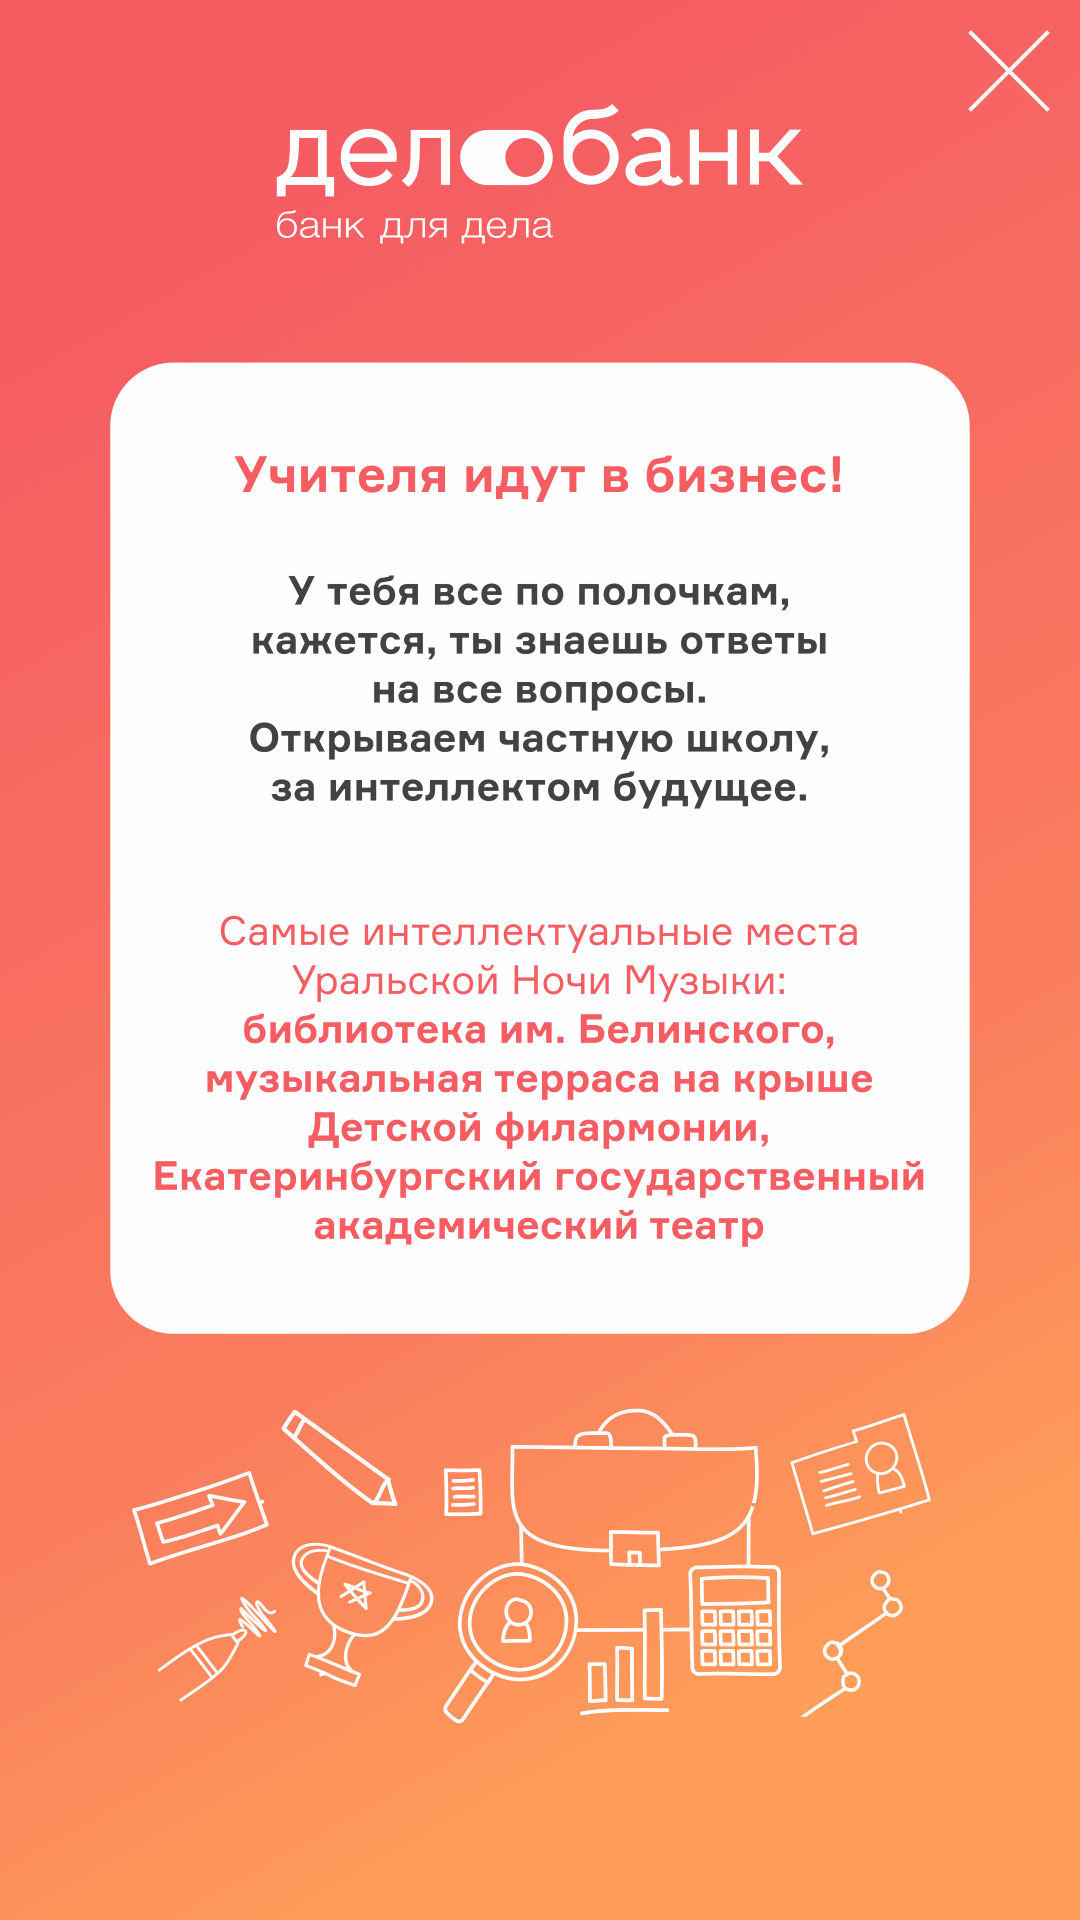 делобанк
банк для дела
Учителя идут в бизнес!
У тебя все по полочкам,
кажется, ты знаешь ответы
на все вопросы.
Открываем частную школу,
за интеллектом будущее.
Самые интеллектуальные места
Уральской Ночи Музыки:
библиотека им. Белинского,
музыкальная терраса на крыше
Детской филармонии,
Екатеринбургский государственный
академический театр